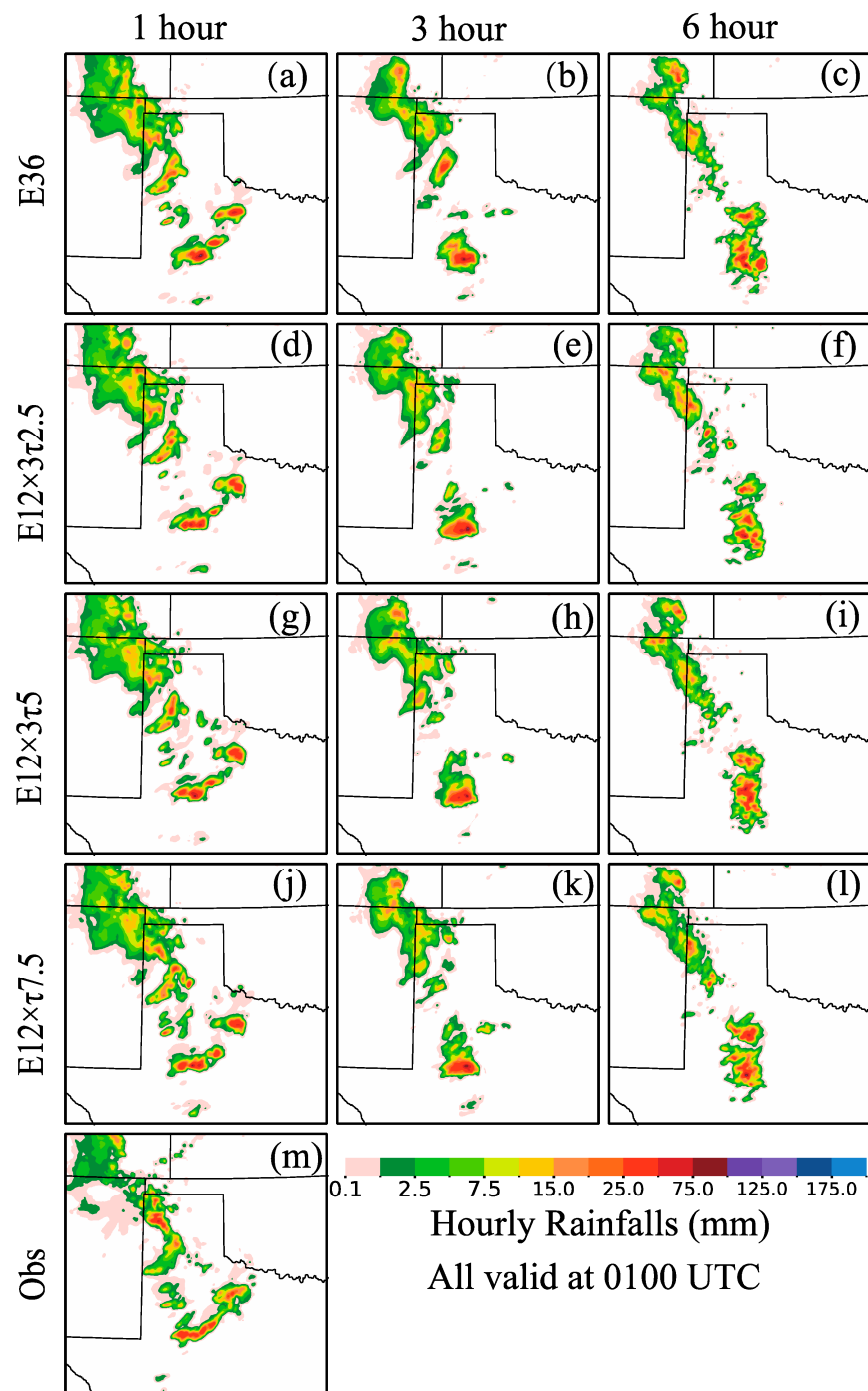 1 hour 3 hour 6 hour
E36 (a) (b) (c)
E12×3τ2.5 (d) (e) (f)
E12×3τ5 (g) (h) (i)
E12×τ7.5 (j) (k) (l)
Obs (m)
0.1 2.5 7.5 15.0 25.0 75.0 125.0 175.0
Hourly Rainfalls (mm)
All valid at 0100 UTC